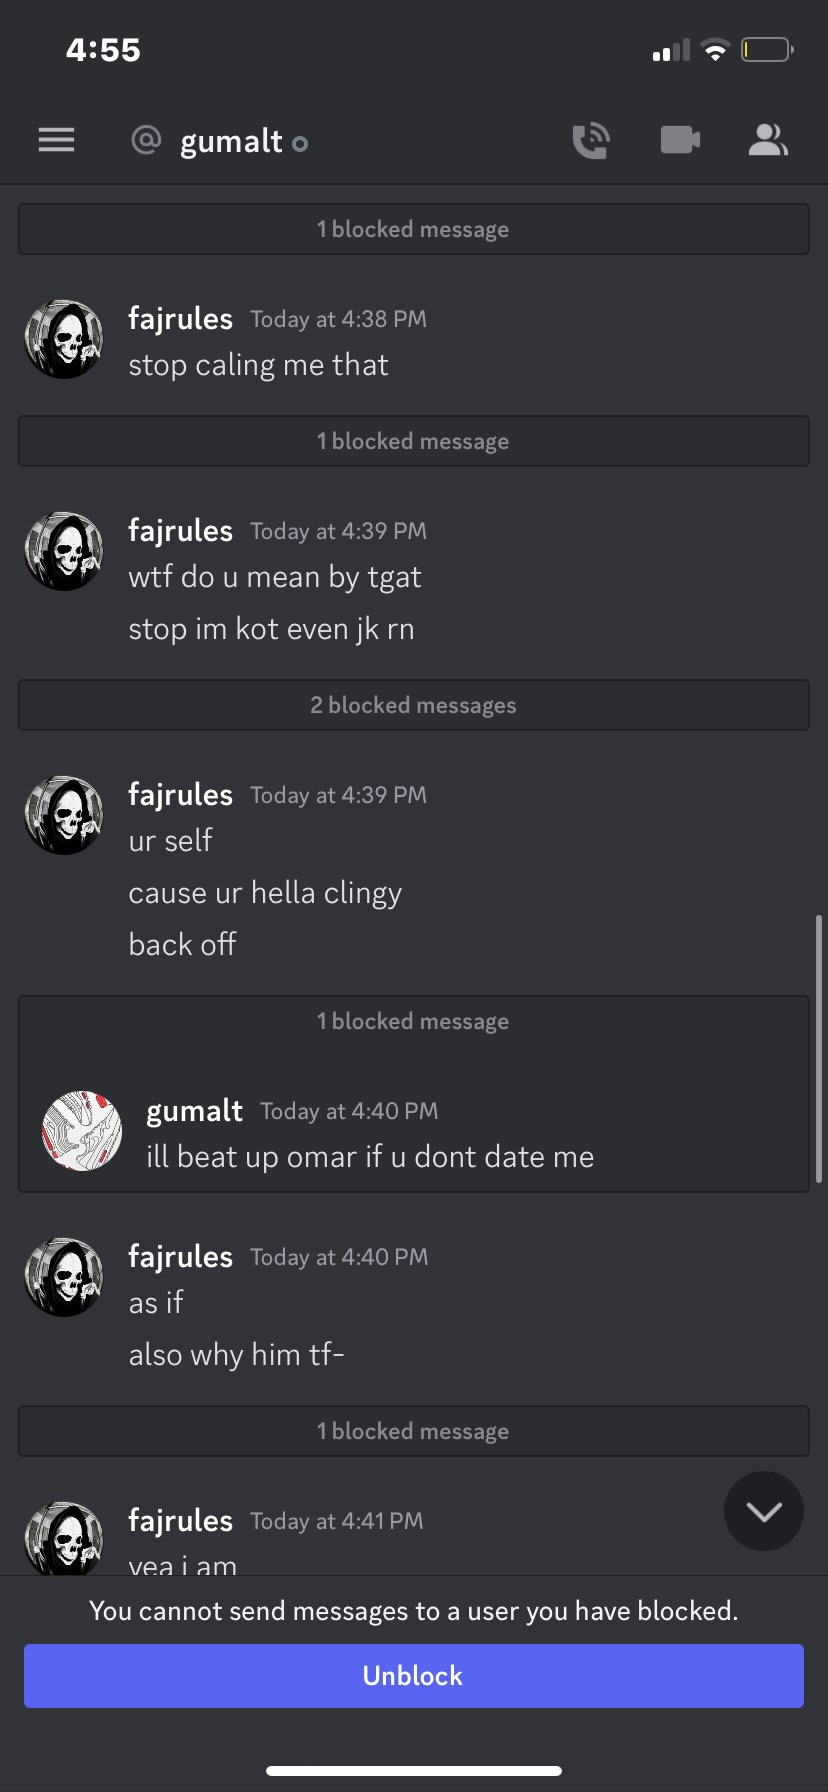 4:55
@ gumalt
1 blocked message
fajrules Today at 4:38 PM
stop caling me that
1 blocked message
fajrules Today at 4:39 PM
wtf do u mean by tgat
stop im kot even jk rn
2 blocked messages
fajrules Today at 4:39 PM
ur self
cause ur hella clingy
back off
1 blocked message
gumalt Today at 4:40 PM
ill beat up omar if u dont date me
fajrules Today at 4:40 PM
as if
also why him tf-
1 blocked message
fajrules Today at 4:41 PM
yea i am
You cannot send messages to a user you have blocked.
Unblock